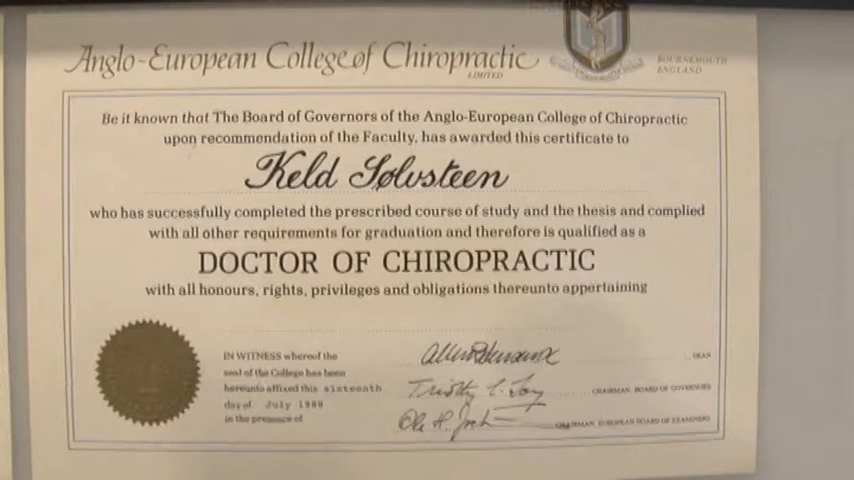 Anglo-European College of Chiropractic
LIMITED
BOURNEMOUTH
ENGLAND
Be it known that The Board of Governors of the Anglo-European College of Chiropractic
upon recommendation of the Faculty, has awarded this certificate to
Keld Sølvsteen
who has successfully completed the prescribed course of study and the thesis and complied
with all other requirements for graduation and therefore is qualified as a
DOCTOR OF CHIROPRACTIC
with all honours, rights, privileges and obligations thereunto appertaining
IN WITNESS whereof the
seal of the College has been
hereunto affixed this sixteenth
day of July 1988
in the presence of
DEAN
CHAIRMAN, BOARD OF GOVERNORS
CHAIRMAN, EUROPEAN BOARD OF EXAMINERS